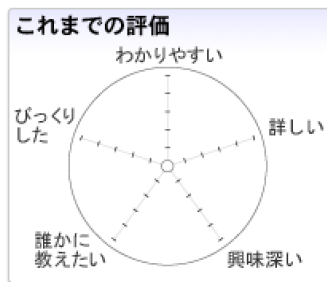 これまでの評価
わかりやすい
びっくり
した
詳しい
誰かに
教えたい
興味深い